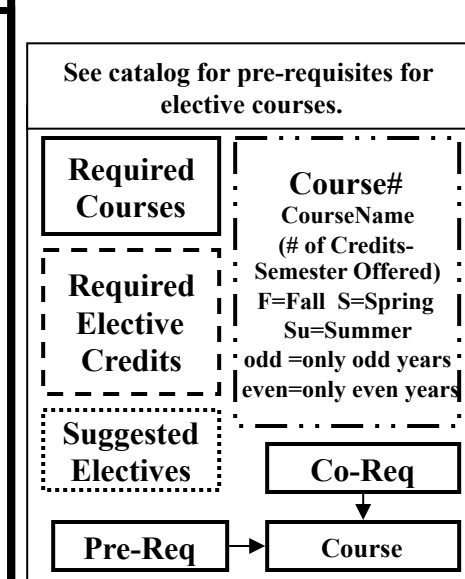 See catalog for pre-requisites for
elective courses.
Required
Courses
Required
Elective
Credits
Suggested
Electives
Course#
CourseName
(# of Credits-
Semester Offered)
F=Fall S=Spring
Su=Summer
odd =only odd years
even=only even years
Co-Req
Pre-Req
Course